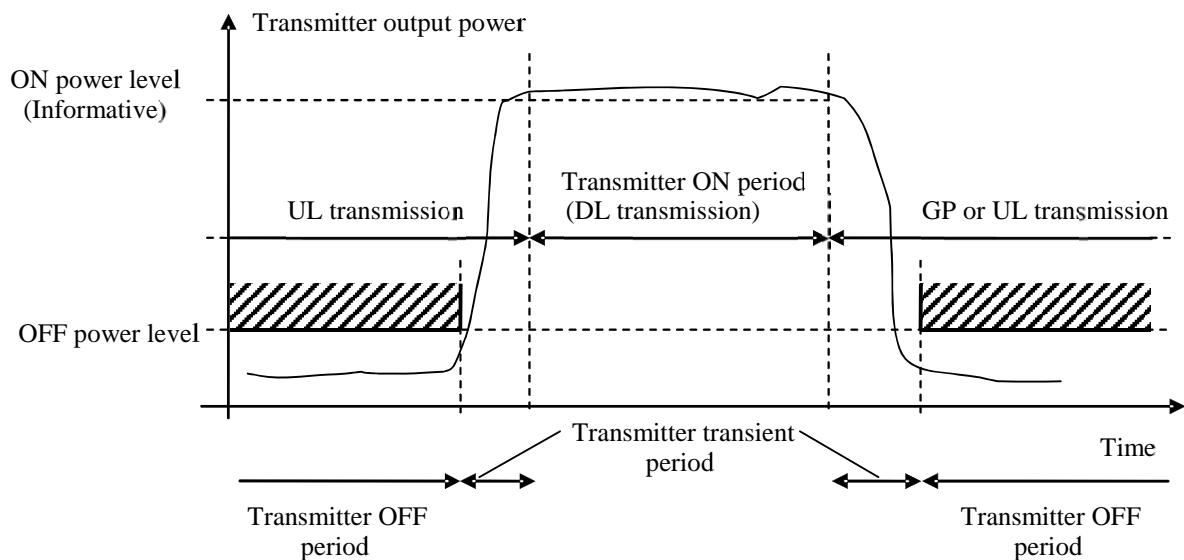 Transmitter output power
ON power level
(Informative)
Transmitter ON period
(DL transmission)
UL transmission
GP or UL transmission
OFF power level
Transmitter transient
period
Time
Transmitter OFF
period
Transmitter OFF
period